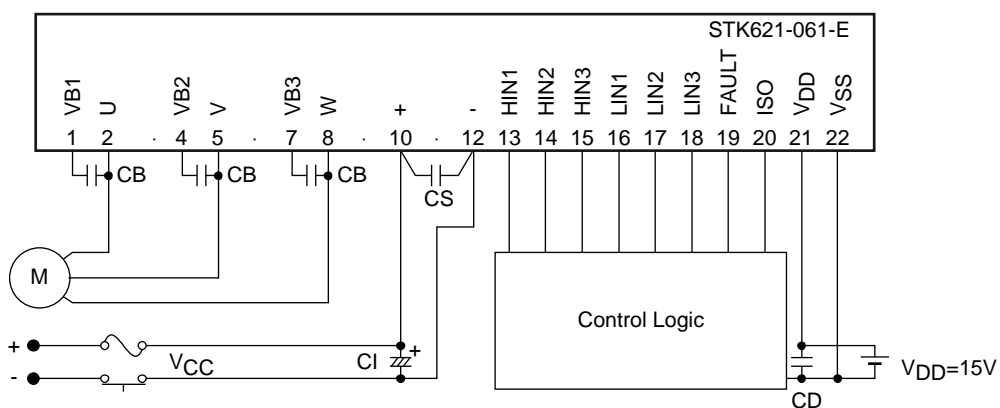 STK621-061-E
VB1 U VB2 V VB3 W + - HIN1 HIN2 HIN3 LIN1 LIN2 LIN3 FAULT ISO VDD VSS
1 2 · 4 5 · 7 8 · 10 · 12 13 14 15 16 17 18 19 20 21 22
CB CB CB CS
M
Control Logic
+ VCC CI +
-
CD VDD=15V